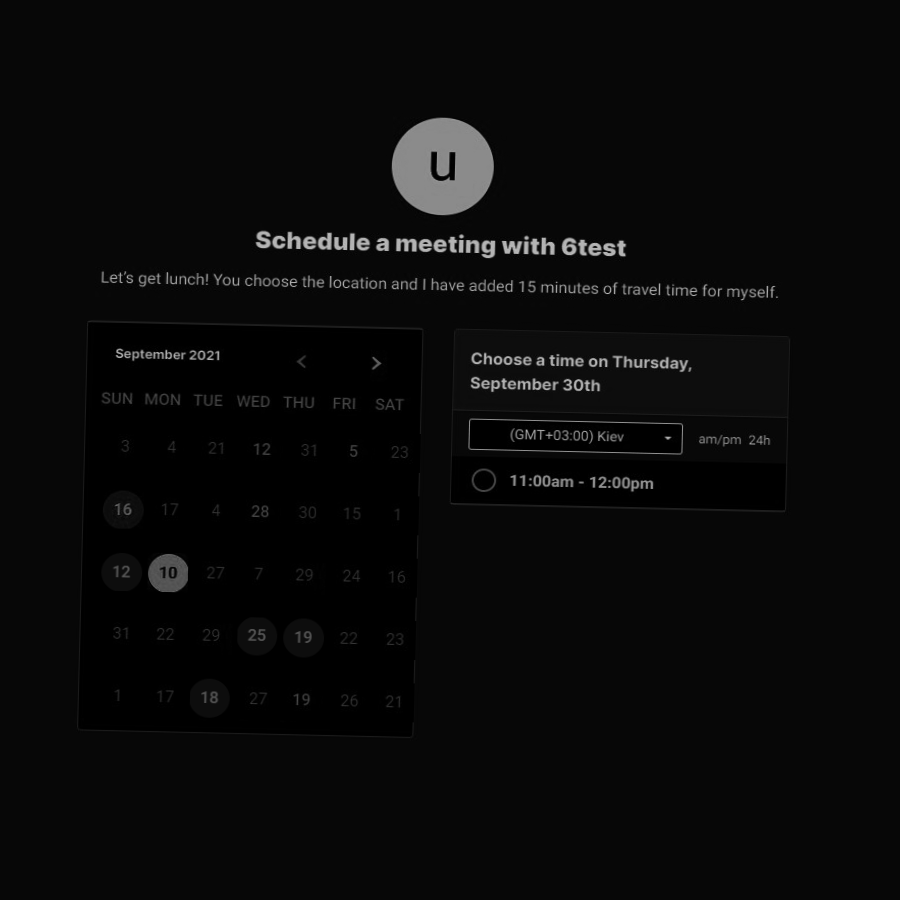 u
Schedule a meeting with 6test
Let's get lunch! You choose the location and I have added 15 minutes of travel time for myself.
September 2021 < >
SUN MON TUE WED THU FRI SAT
3 4 21 12 31 5 23
16 17 4 28 30 15 1
12 10 27 7 29 24 16
31 22 29 25 19 22 23
1 17 18 27 19 26 21
Choose a time on Thursday,
September 30th
(GMT+03:00) Kiev am/pm 24h
11:00am - 12:00pm